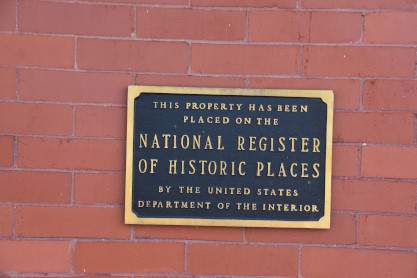 THIS PROPERTY HAS BEEN
PLACED ON THE
NATIONAL REGISTER
OF HISTORIC PLACES
BY THE UNITED STATES
DEPARTMENT OF THE INTERIOR